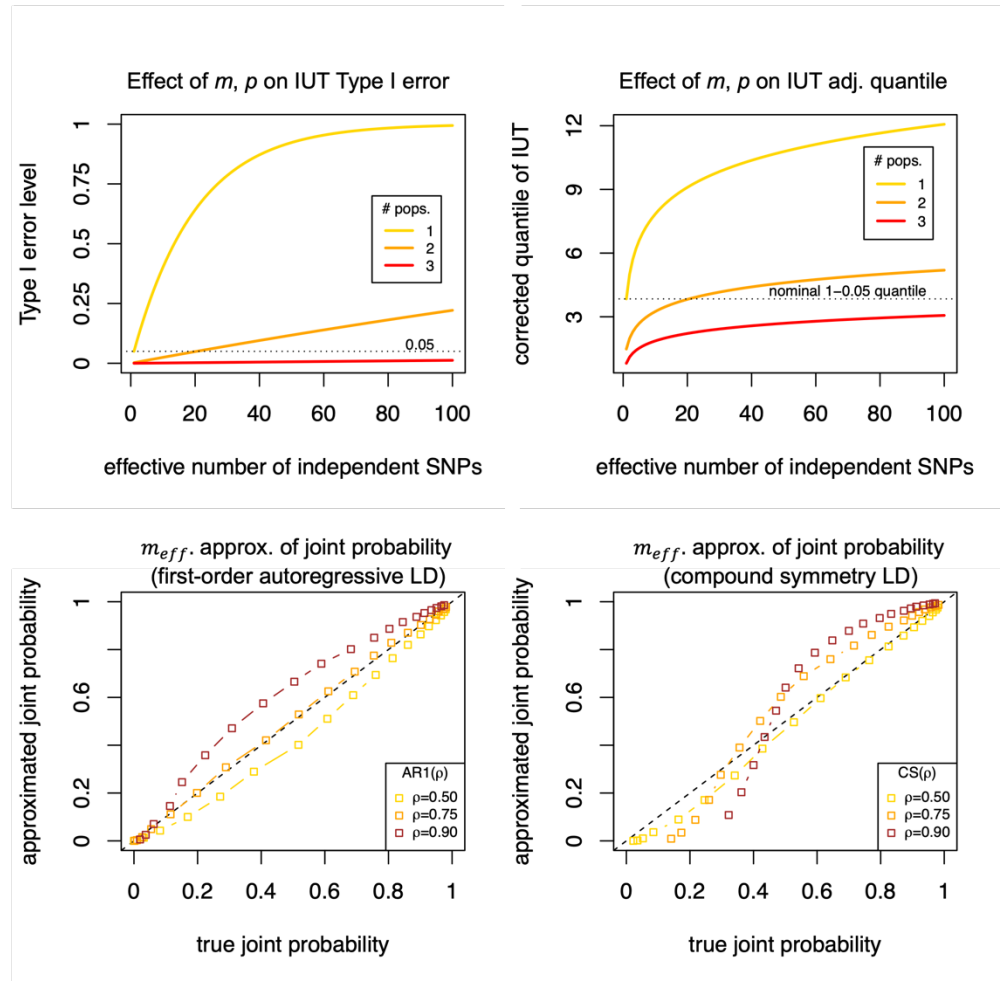 Effect of m, p on IUT Type I error
Type I error level
1
0.75
0.5
0.25
0
# pops.
1
2
3
0.05
0 20 40 60 80 100
effective number of independent SNPs
Effect of m, p on IUT adj. quantile
corrected quantile of IUT
12
9
6
3
# pops.
1
2
3
nominal 1−0.05 quantile
0 20 40 60 80 100
effective number of independent SNPs
m_eff. approx. of joint probability
(first-order autoregressive LD)
approximated joint probability
1
0.6
0.2
0
AR1(ρ)
ρ=0.50
ρ=0.75
ρ=0.90
0 0.2 0.4 0.6 0.8 1
true joint probability
m_eff. approx. of joint probability
(compound symmetry LD)
approximated joint probability
1
0.6
0.2
0
CS(ρ)
ρ=0.50
ρ=0.75
ρ=0.90
0 0.2 0.4 0.6 0.8 1
true joint probability